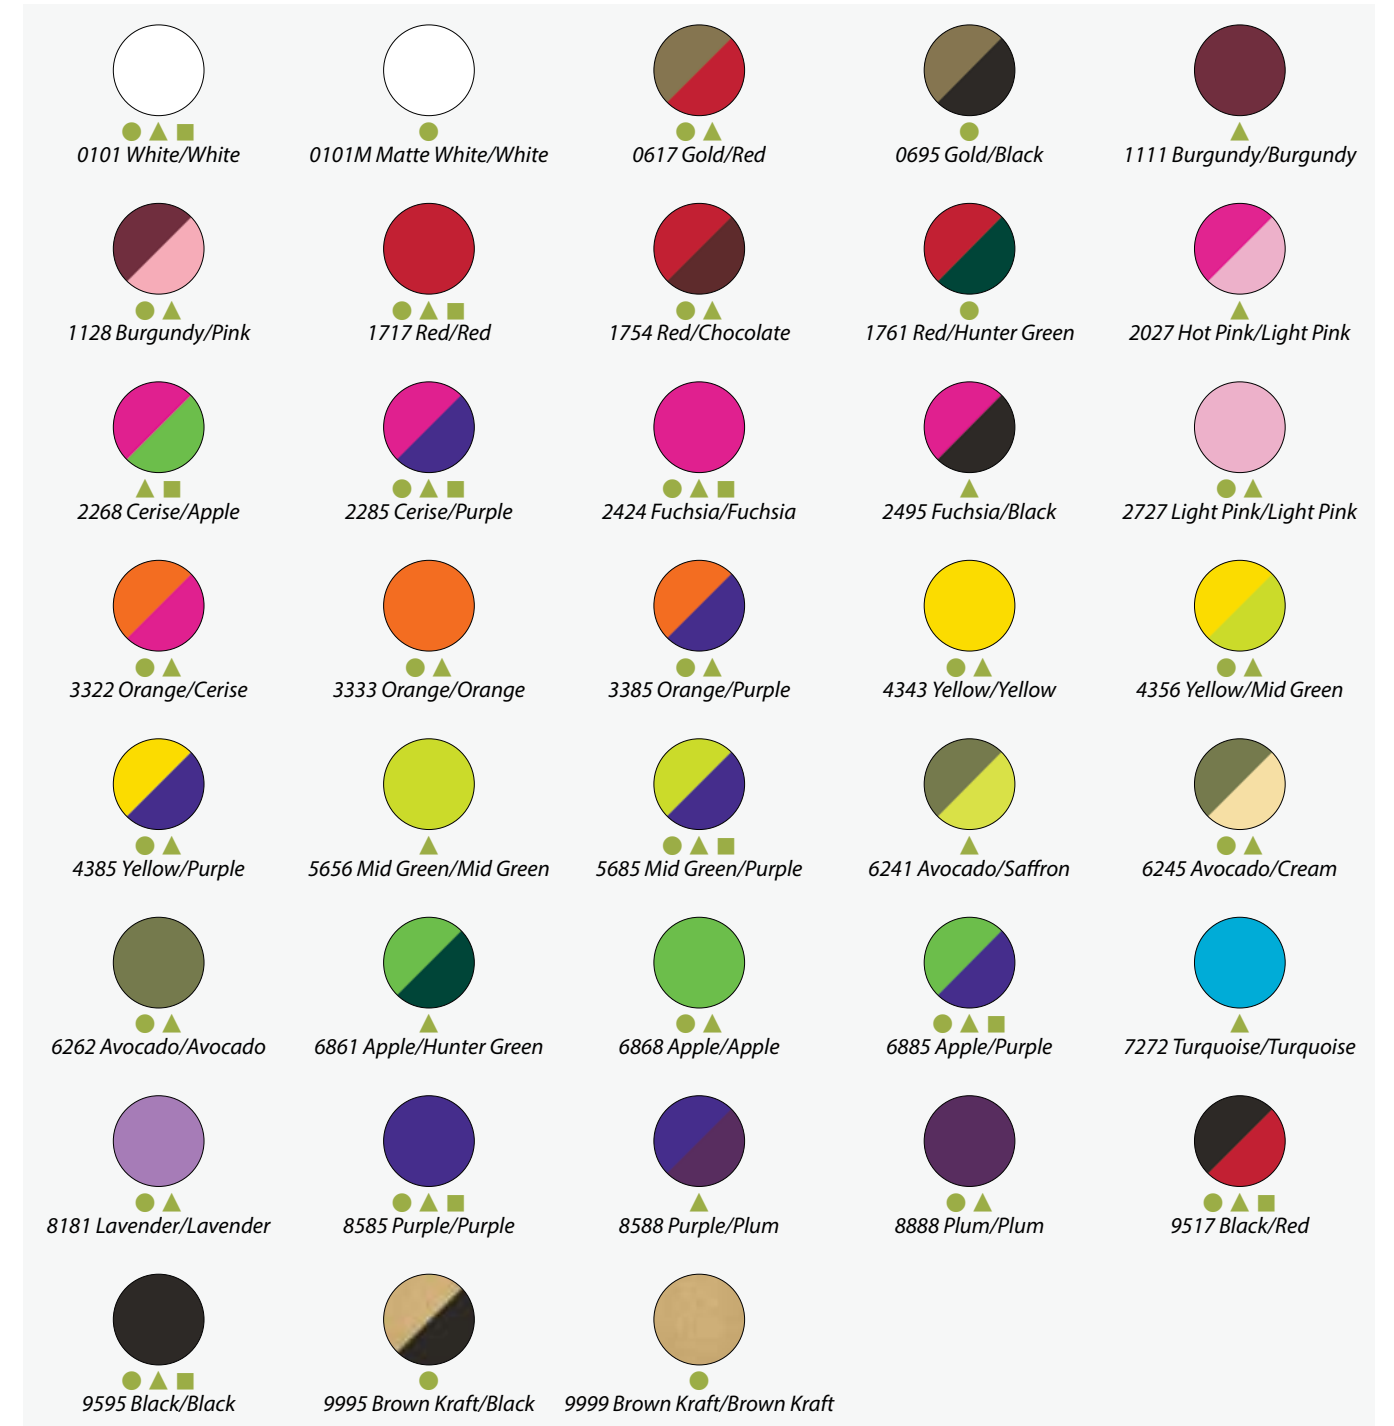 0101 White/White
0101M Matte White/White
0617 Gold/Red
0695 Gold/Black
1111 Burgundy/Burgundy
1128 Burgundy/Pink
1717 Red/Red
1754 Red/Chocolate
1761 Red/Hunter Green
2027 Hot Pink/Light Pink
2268 Cerise/Apple
2285 Cerise/Purple
2424 Fuchsia/Fuchsia
2495 Fuchsia/Black
2727 Light Pink/Light Pink
3322 Orange/Cerise
3333 Orange/Orange
3385 Orange/Purple
4343 Yellow/Yellow
4356 Yellow/Mid Green
4385 Yellow/Purple
5656 Mid Green/Mid Green
5685 Mid Green/Purple
6241 Avocado/Saffron
6245 Avocado/Cream
6262 Avocado/Avocado
6861 Apple/Hunter Green
6868 Apple/Apple
6885 Apple/Purple
7272 Turquoise/Turquoise
8181 Lavender/Lavender
8585 Purple/Purple
8588 Purple/Plum
8888 Plum/Plum
9517 Black/Red
9595 Black/Black
9995 Brown Kraft/Black
9999 Brown Kraft/Brown Kraft